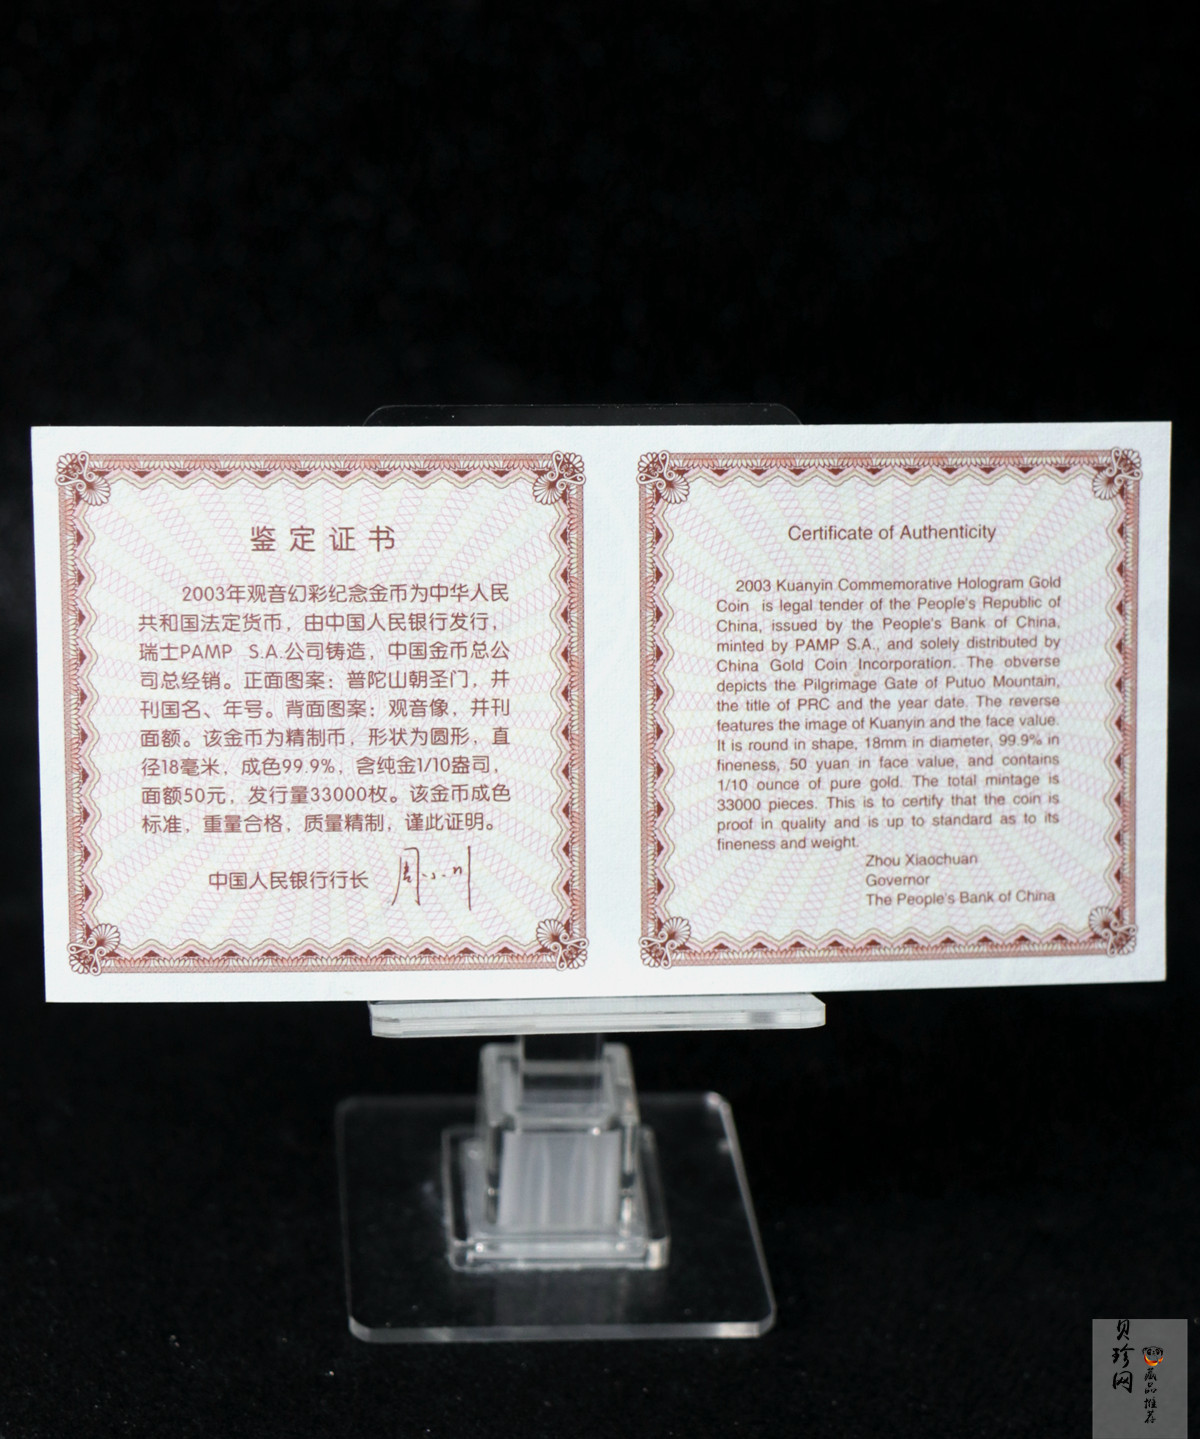 鉴定证书
2003年观音幻彩纪念金币为中华人民
共和国法定货币，由中国人民银行发行，
瑞士PAMP S.A.公司铸造，中国金币总公
司总经销。正面图案：普陀山朝圣门，并
刊国名、年号。背面图案：观音像，并刊
面额。该金币为精制币，形状为圆形，直
径18毫米，成色99.9%，含纯金1/10盎司，
面额50元，发行量33000枚。该金币成色
标准，重量合格，质量精制，谨此证明。
中国人民银行行长 周小川
Certificate of Authenticity
2003 Kuanyin Commemorative Hologram Gold
Coin is legal tender of the People's Republic of
China, issued by the People's Bank of China,
minted by PAMP S.A., and solely distributed by
China Gold Coin Incorporation. The obverse
depicts the Pilgrimage Gate of Putuo Mountain,
the title of PRC and the year date. The reverse
features the image of Kuanyin and the face value.
It is round in shape, 18mm in diameter, 99.9% in
fineness, 50 yuan in face value, and contains
1/10 ounce of pure gold. The total mintage is
33000 pieces. This is to certify that the coin is
proof in quality and is up to standard as to its
fineness and weight.
Zhou Xiaochuan
Governor
The People's Bank of China
贝珍网
藏品推荐